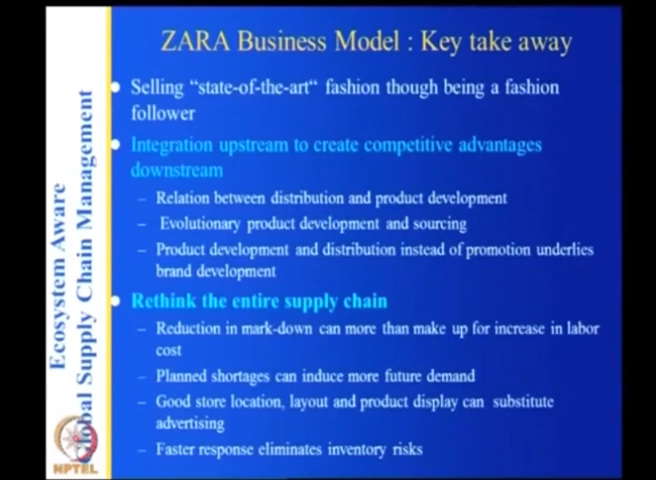 ZARA Business Model : Key take away
Selling “state-of-the-art“ fashion though being a fashion
follower
Integration upstream to create competitive advantages
downstream
– Relation between distribution and product development
– Evolutionary product development and sourcing
– Product development and distribution instead of promotion underlies
brand development
Rethink the entire supply chain
– Reduction in mark-down can more than make up for increase in labor
cost
– Planned shortages can induce more future demand
– Good store location, layout and product display can substitute
advertising
– Faster response eliminates inventory risks
Ecosystem Aware
Global Supply Chain Management
NPTEL